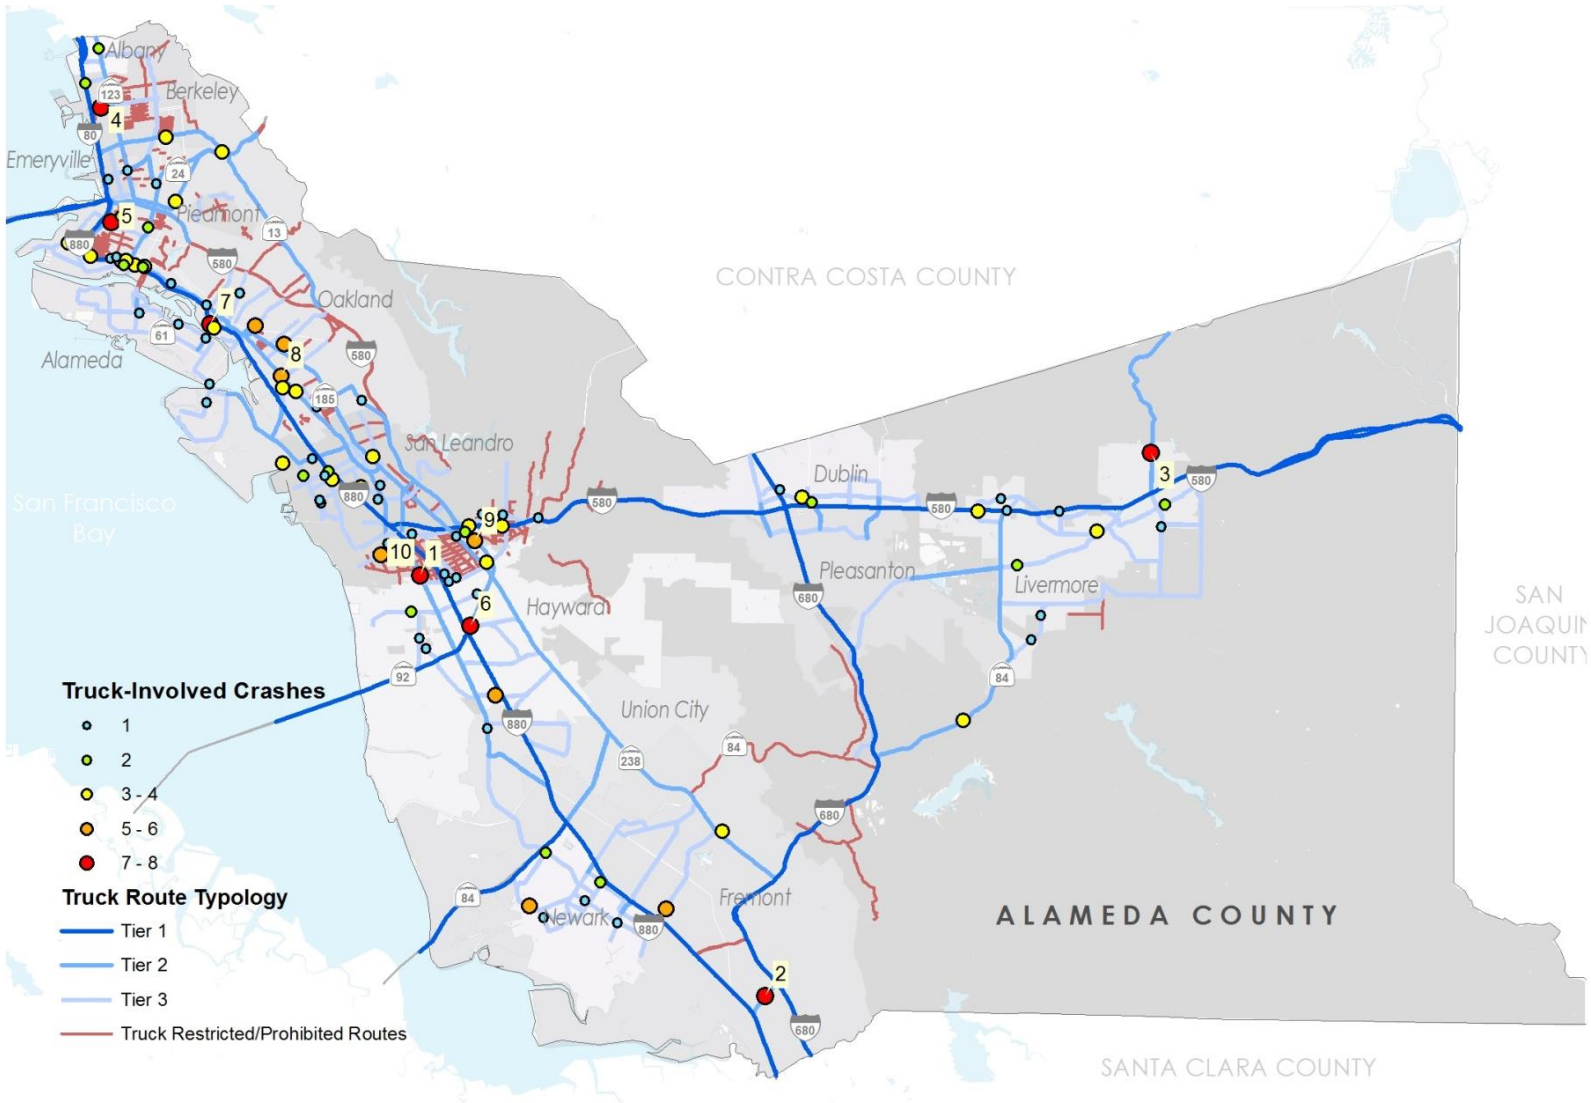 Albany
123
Berkeley
4
80
Emeryville
24
5
Piedmont
880
13
580
CONTRA COSTA COUNTY
7
Oakland
61
8
580
Alameda
185
San Leandro
Dublin
3
580
880
580
580
San Francisco
Bay
9
10
1
Pleasanton
Livermore
680
6
Hayward
SAN
JOAQUIN
COUNTY
92
84
Truck-Involved Crashes
1
2
3 - 4
5 - 6
7 - 8
Union City
880
84
238
680
84
Fremont
Newark
880
ALAMEDA COUNTY
Truck Route Typology
Tier 1
Tier 2
Tier 3
Truck Restricted/Prohibited Routes
2
680
SANTA CLARA COUNTY